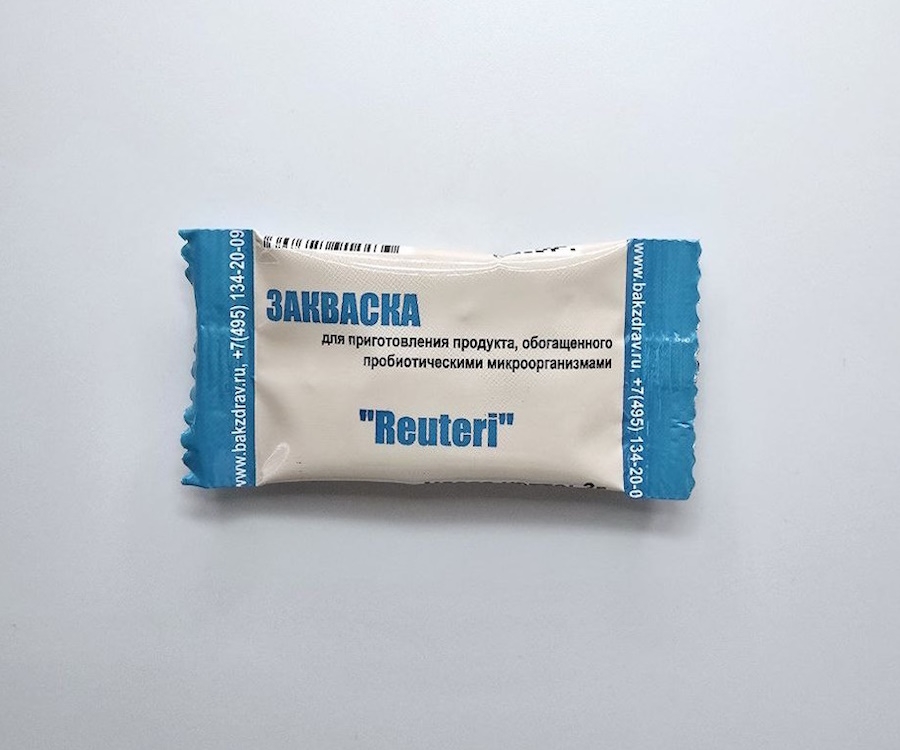 ЗАКВАСКА
для приготовления продукта, обогащенного
пробиотическими микроорганизмами
"Reuteri"
www.bakzdrav.ru, +7(495) 134-20-09
www.bakzdrav.ru, +7(495) 134-20-0